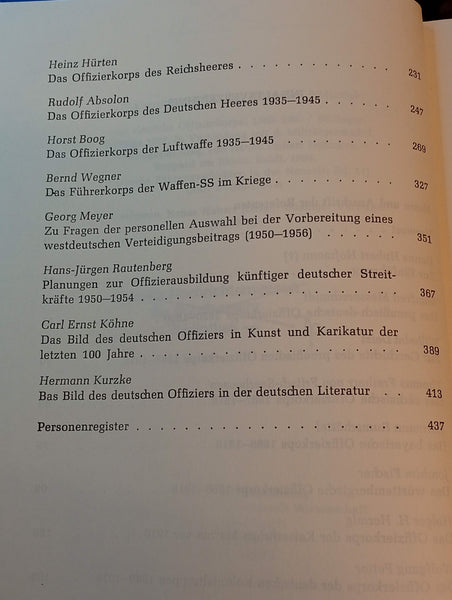 Heinz Hürten
Das Offizierkorps des Reichsheeres . . . . . . . . . . . . 231
Rudolf Absolon
Das Offizierkorps des Deutschen Heeres 1935—1945 . . . . . . 247
Horst Boog
Das Offizierkorps der Luftwaffe 1935—1945 . . . . . . . . . 269
Bernd Wegner
Das Führerkorps der Waffen-SS im Kriege . . . . . . . . . . 327
Georg Meyer
Zu Fragen der personellen Auswahl bei der Vorbereitung eines
westdeutschen Verteidigungsbeitrags (1950—1956) . . . . . . . 351
Hans-Jürgen Rautenberg
Planungen zur Offizierausbildung künftiger deutscher Streit-
kräfte 1950—1954 . . . . . . . . . . . . . . . . . . 367
Carl Ernst Köhne
Das Bild des deutschen Offiziers in Kunst und Karikatur der
letzten 100 Jahre . . . . . . . . . . . . . . . . . . 389
Hermann Kurzke
Bas Bild des deutschen Offiziers in der deutschen Literatur . . 413
Personenregister . . . . . . . . . . . . . . . . . . . 437